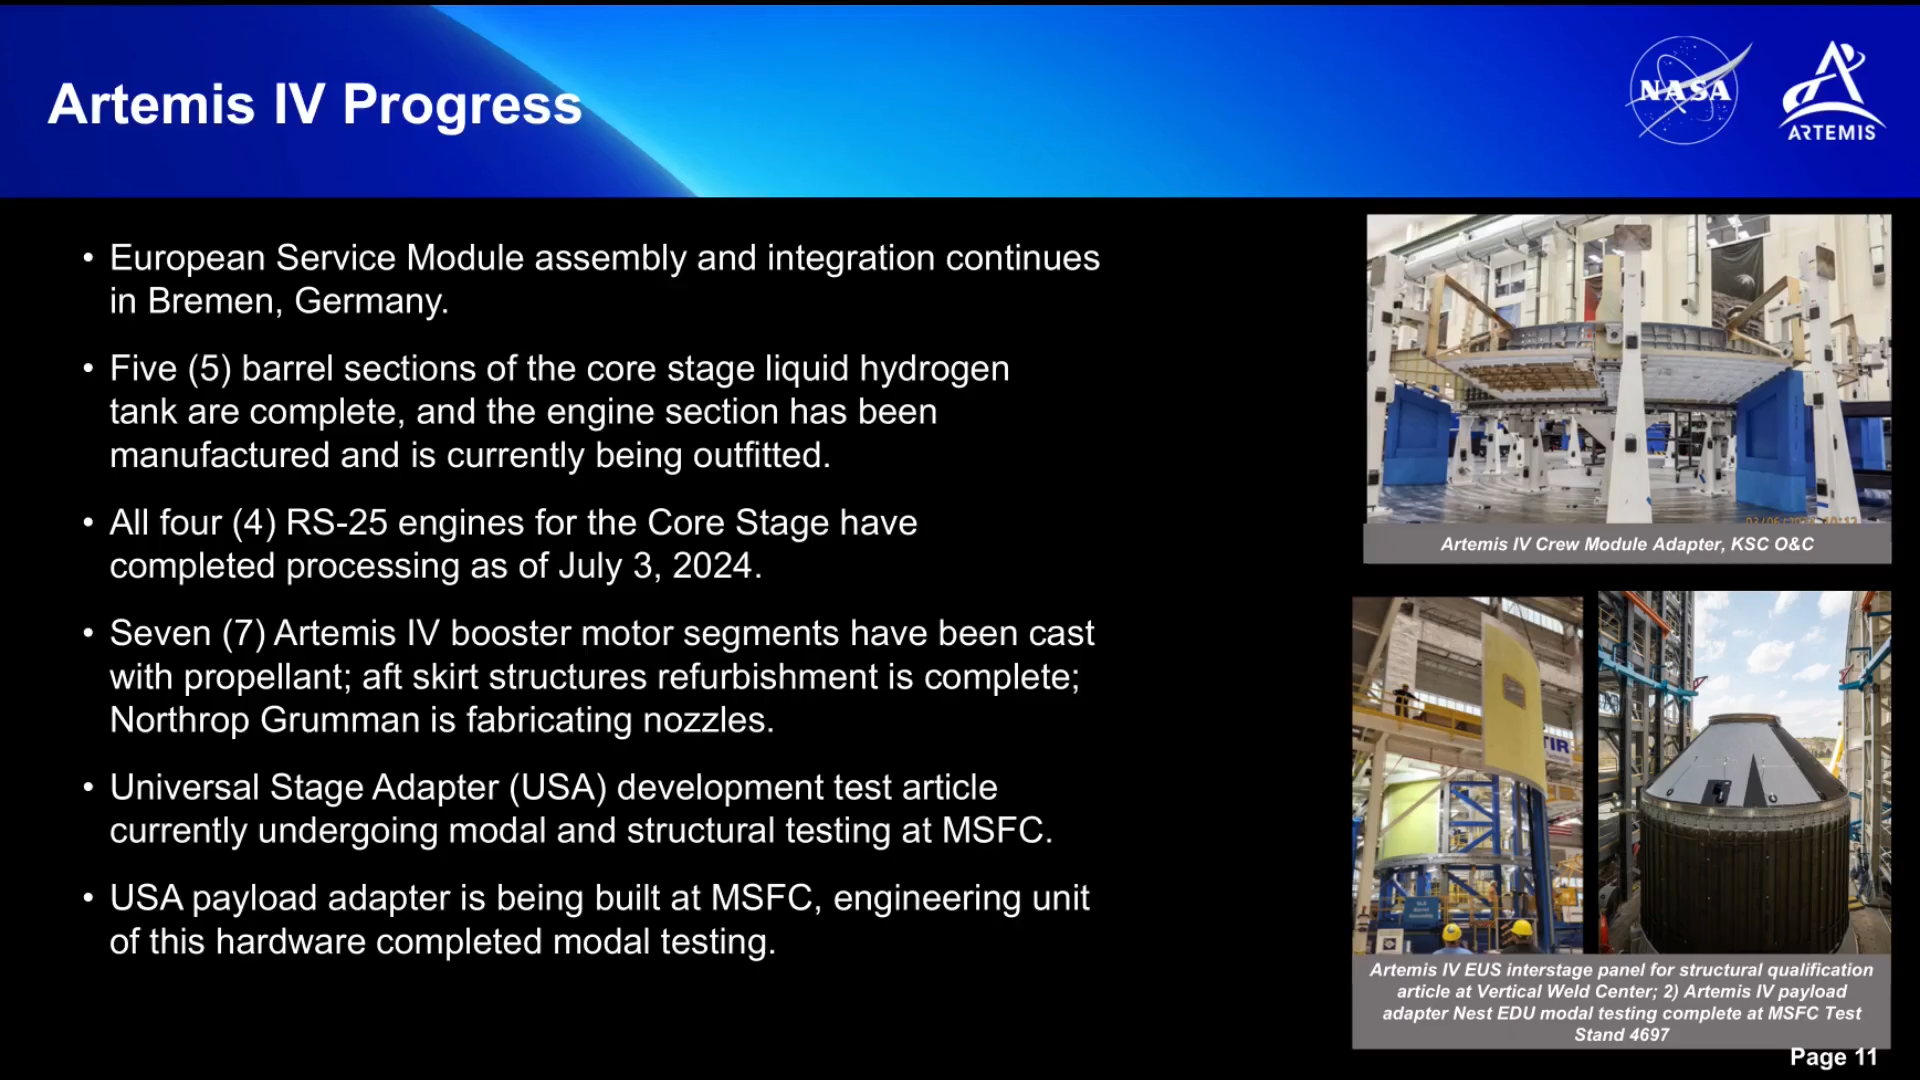 Artemis IV Progress
NASA
ARTEMIS
• European Service Module assembly and integration continues
in Bremen, Germany.
• Five (5) barrel sections of the core stage liquid hydrogen
tank are complete, and the engine section has been
manufactured and is currently being outfitted.
• All four (4) RS-25 engines for the Core Stage have
completed processing as of July 3, 2024.
• Seven (7) Artemis IV booster motor segments have been cast
with propellant; aft skirt structures refurbishment is complete;
Northrop Grumman is fabricating nozzles.
• Universal Stage Adapter (USA) development test article
currently undergoing modal and structural testing at MSFC.
• USA payload adapter is being built at MSFC, engineering unit
of this hardware completed modal testing.
Artemis IV Crew Module Adapter, KSC O&C
TIR
Artemis IV EUS interstage panel for structural qualification
article at Vertical Weld Center; 2) Artemis IV payload
adapter Nest EDU modal testing complete at MSFC Test
Stand 4697
Page 11